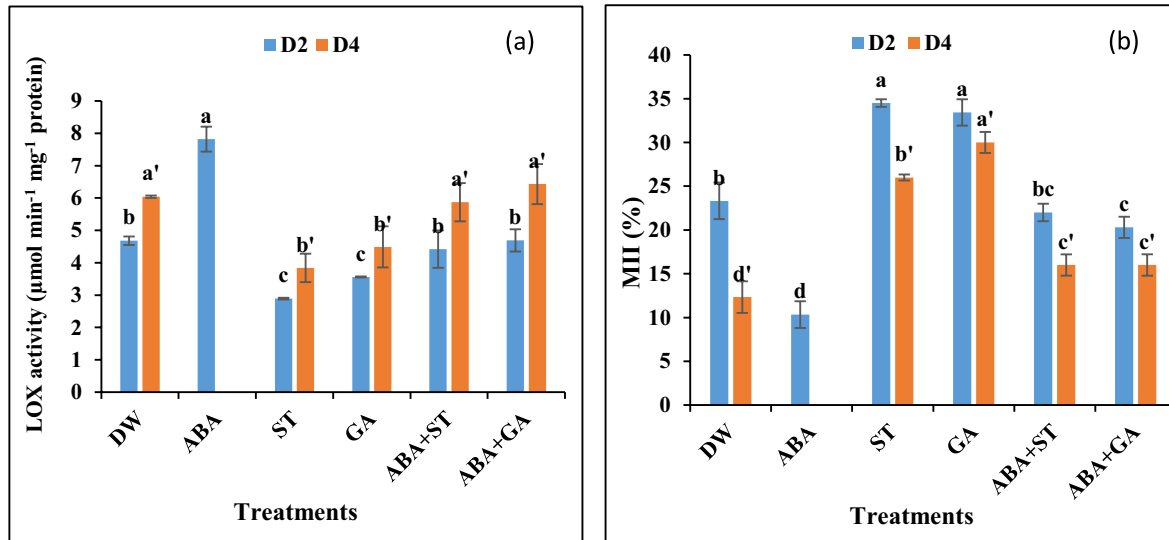 (a)
D2 D4
LOX activity (µmol min⁻¹ mg⁻¹ protein)
9
8
7
6
5
4
3
2
1
0
b a' a c b' c b' b a' b a'
DW ABA ST GA ABA+ST ABA+GA
Treatments
(b)
D2 D4
MII (%)
40
35
30
25
20
15
10
5
0
b d' d a b' a a' bc c' c c'
DW ABA ST GA ABA+ST ABA+GA
Treatments